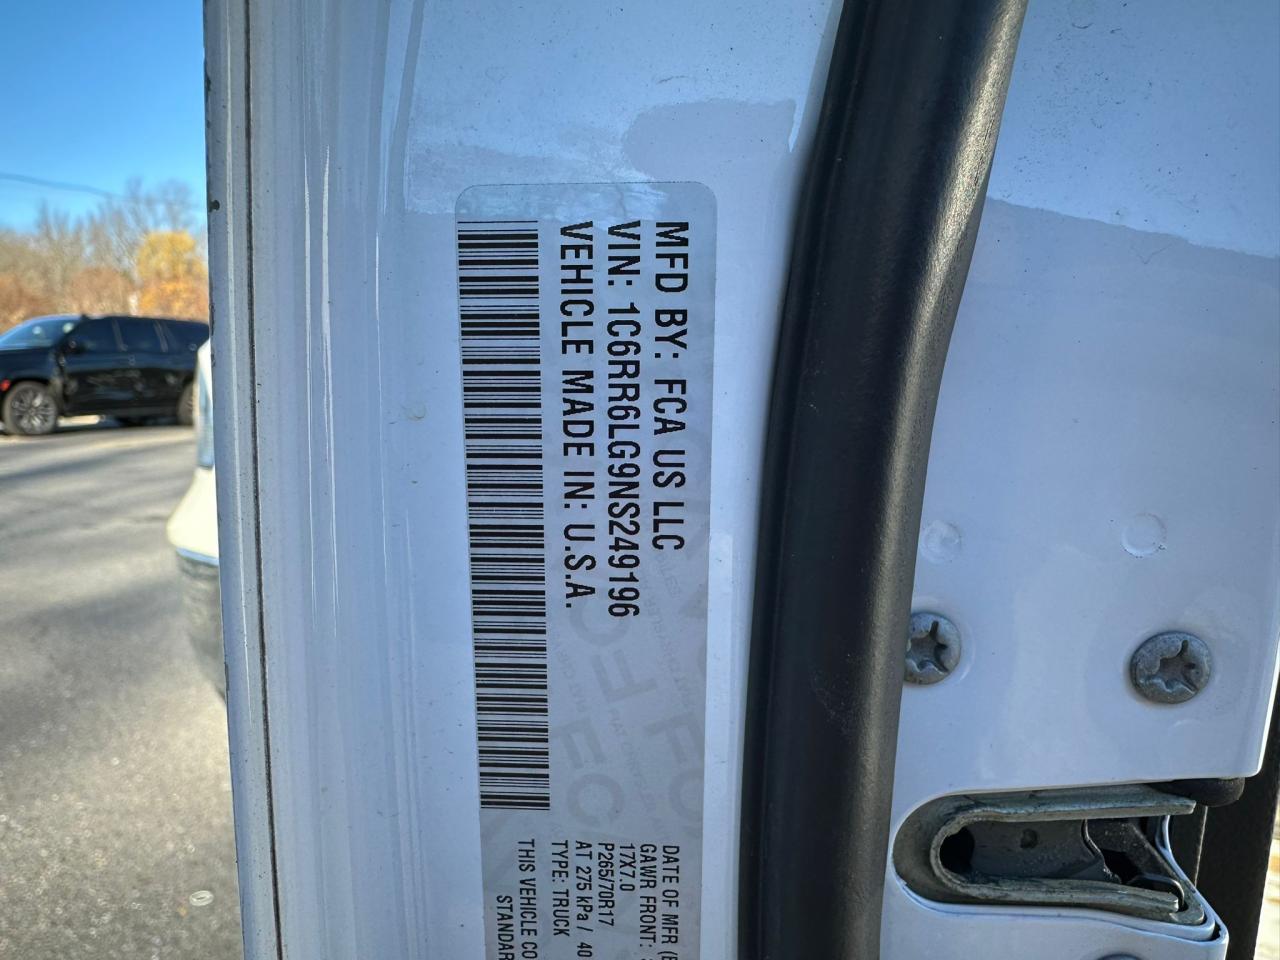 MFD BY: FCA US LLC
VIN: 1C6RR6LG9NS249196
VEHICLE MADE IN: U.S.A.
DATE OF MFR
GAWR FRONT:
17X7.0
P265/70R17
AT 275 kPa / 40
TYPE: TRUCK
THIS VEHICLE